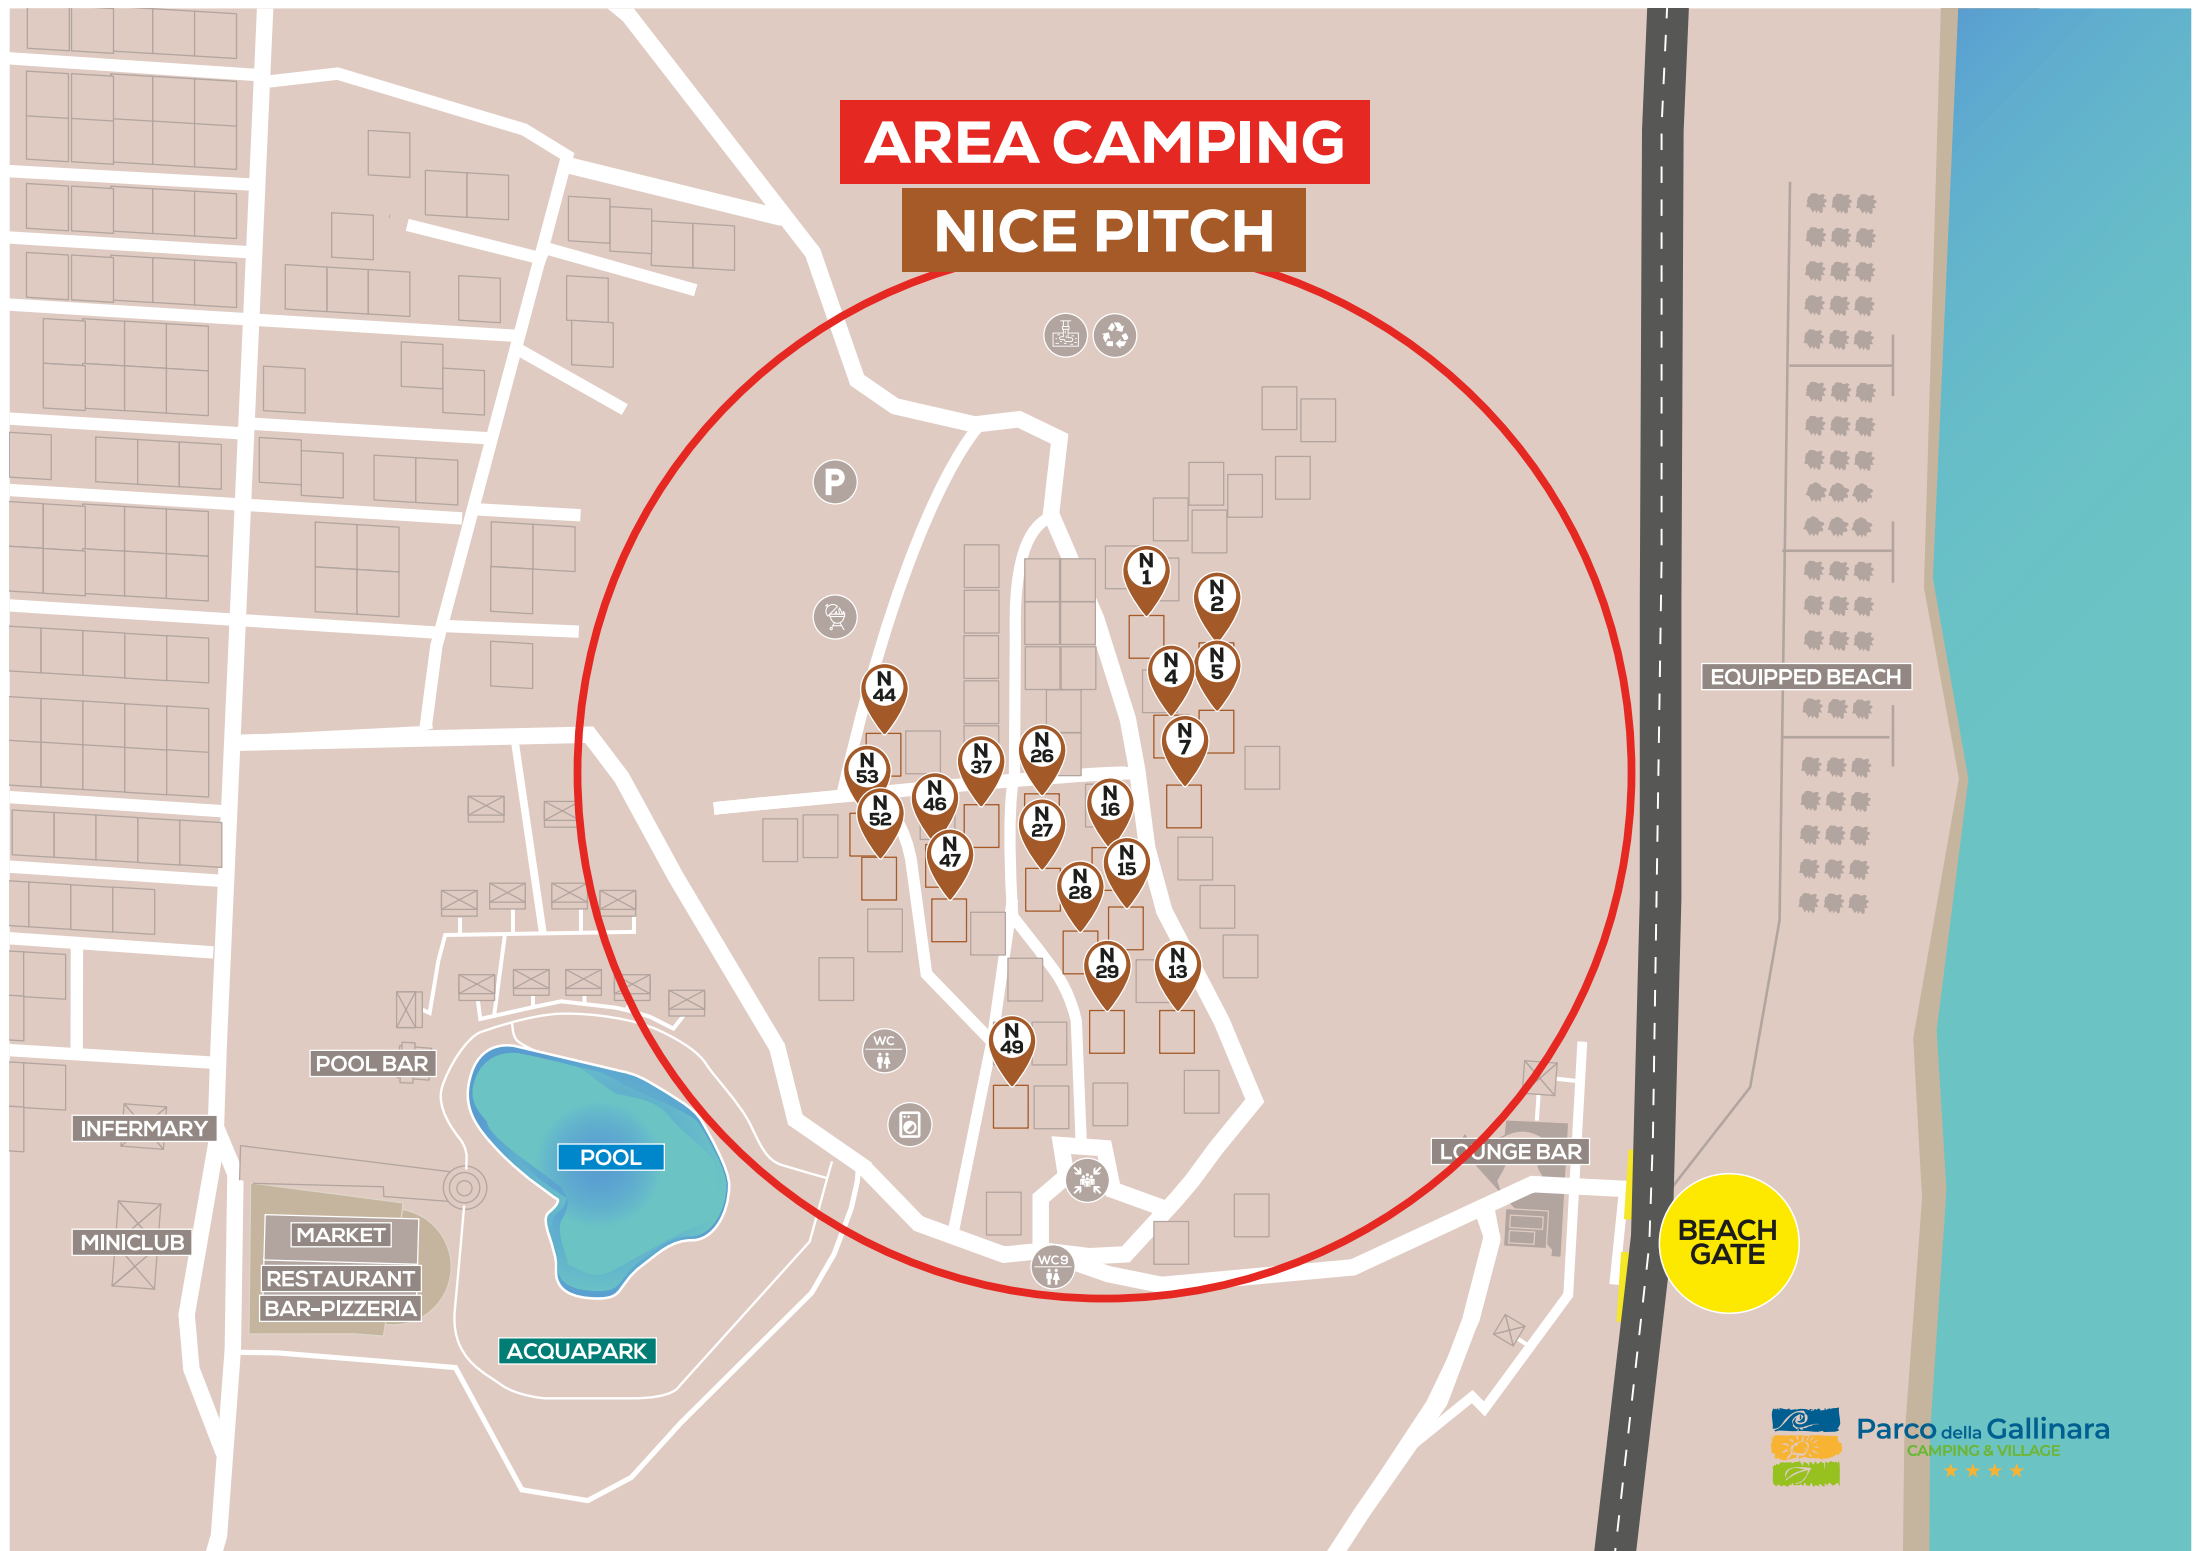 AREA CAMPING
NICE PITCH
P
N
1
N
2
N
4
N
5
N
7
N
44
N
53
N
52
N
46
N
47
N
37
N
26
N
27
N
16
N
15
N
28
N
29
N
13
N
49
WC
WC9
EQUIPPED BEACH
POOL BAR
INFERMARY
MINICLUB
POOL
MARKET
RESTAURANT
BAR-PIZZERIA
ACQUAPARK
LOUNGE BAR
BEACH
GATE
Parco della Gallinara
CAMPING & VILLAGE